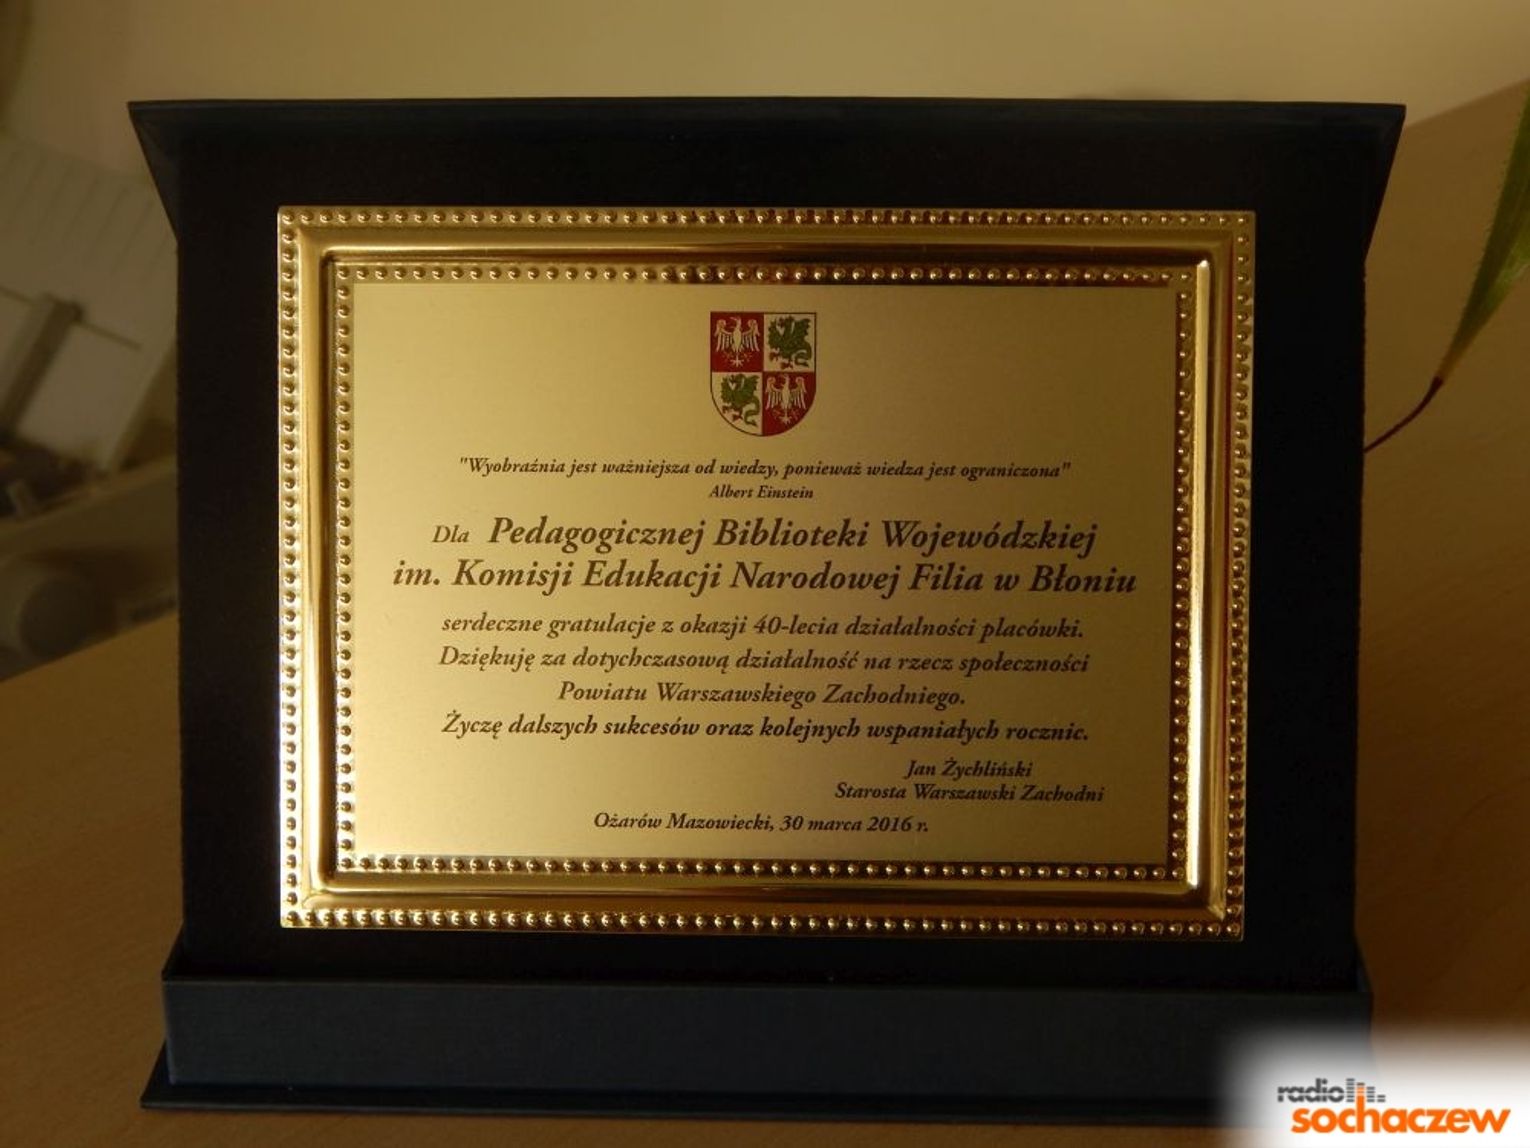 "Wyobraźnia jest ważniejsza od wiedzy, ponieważ wiedza jest ograniczona"
Albert Einstein
Dla Pedagogicznej Biblioteki Wojewódzkiej
im. Komisji Edukacji Narodowej Filia w Błoniu
serdeczne gratulacje z okazji 40-lecia działalności placówki.
Dziękuję za dotychczasową działalność na rzecz społeczności
Powiatu Warszawskiego Zachodniego.
Życzę dalszych sukcesów oraz kolejnych wspaniałych rocznic.
Jan Żychliński
Starosta Warszawski Zachodni
Ożarów Mazowiecki, 30 marca 2016 r.
radio
sochaczew